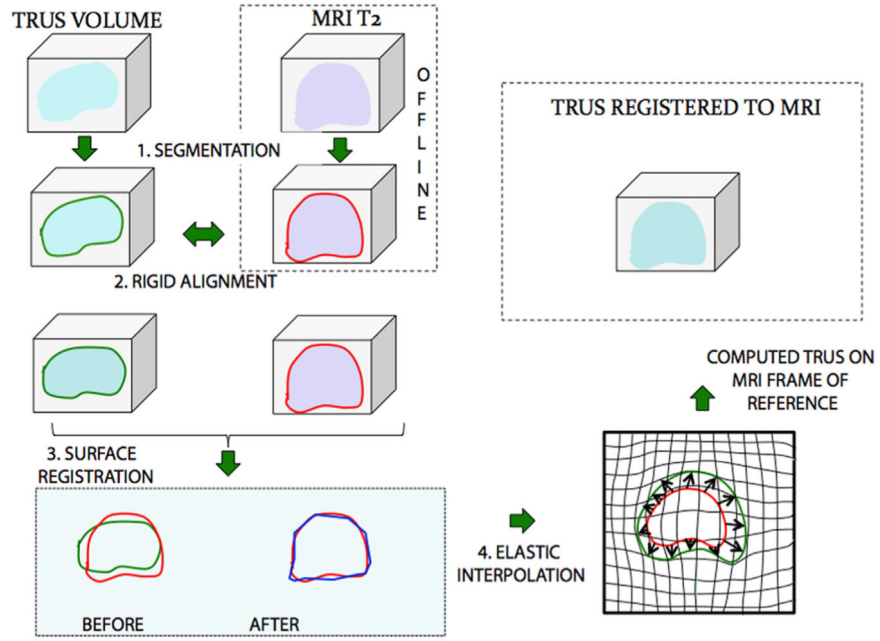 TRUS VOLUME
MRI T2
OFFLINE
1. SEGMENTATION
2. RIGID ALIGNMENT
3. SURFACE
REGISTRATION
BEFORE
AFTER
4. ELASTIC
INTERPOLATION
COMPUTED TRUS ON
MRI FRAME OF
REFERENCE
TRUS REGISTERED TO MRI